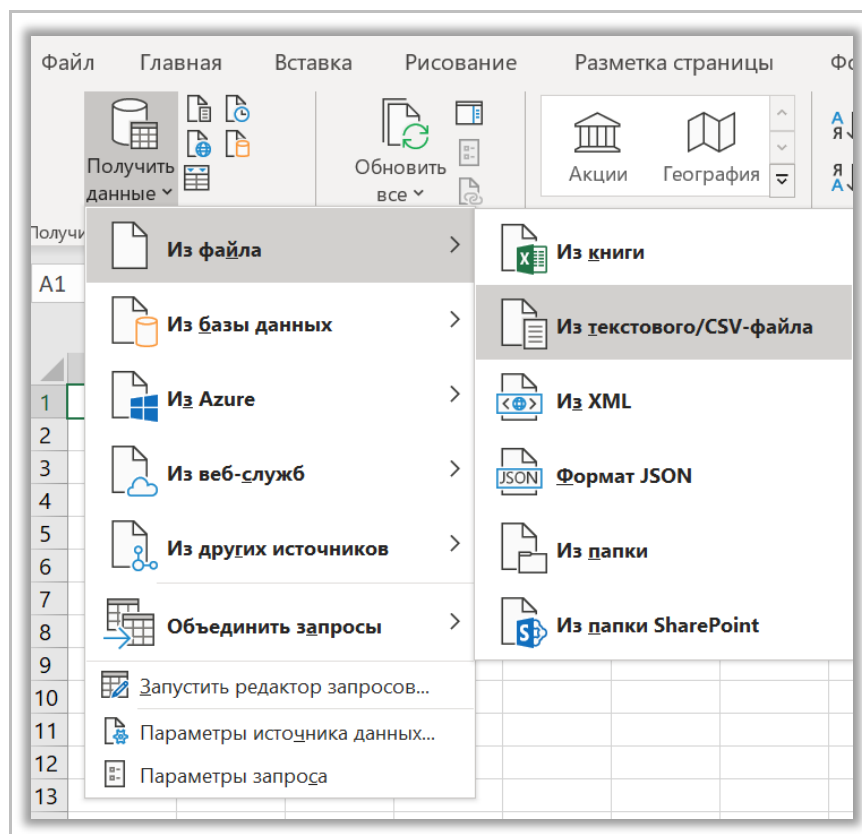 Файл Главная Вставка Рисование Разметка страницы
Получить
данные
Обновить
все
Акции География
А
Я
Я
А
A1
Из файла
Из базы данных
Из Azure
Из веб-служб
Из других источников
Объединить запросы
Запустить редактор запросов...
Параметры источника данных...
Параметры запроса
Из книги
Из текстового/CSV-файла
Из XML
JSON
Формат JSON
Из папки
Из папки SharePoint
1
2
3
4
5
6
7
8
9
10
11
12
13